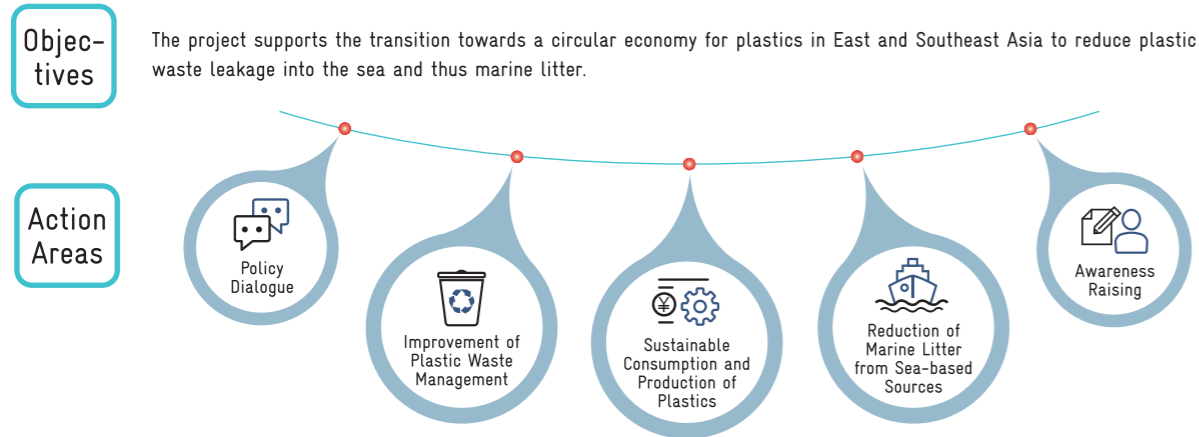 Objec-
tives
The project supports the transition towards a circular economy for plastics in East and Southeast Asia to reduce plastic
waste leakage into the sea and thus marine litter.
Action
Areas
Policy
Dialogue
Improvement of
Plastic Waste
Management
¥
Sustainable
Consumption and
Production of
Plastics
Reduction of
Marine Litter
from Sea-based
Sources
Awareness
Raising